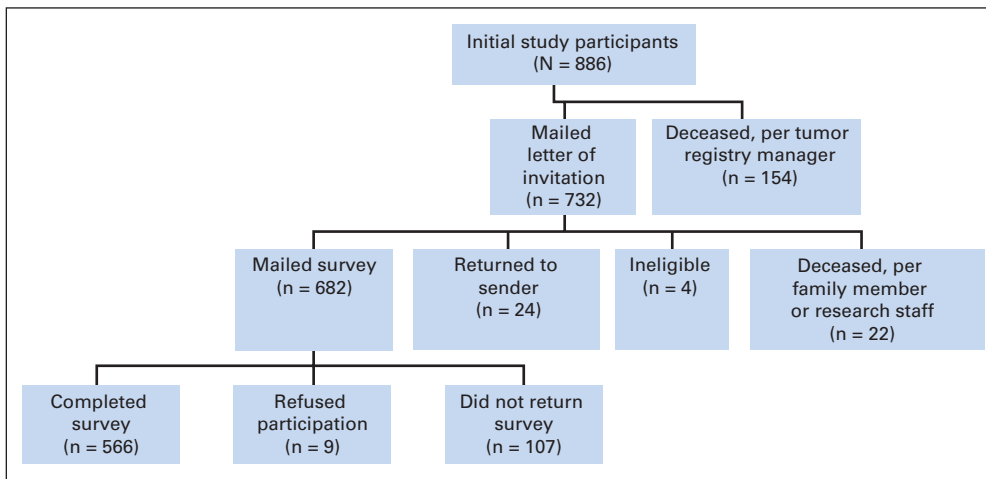 Initial study participants
(N = 886)
Mailed
letter of
invitation
(n = 732)
Deceased, per tumor
registry manager
(n = 154)
Mailed survey
(n = 682)
Returned to
sender
(n = 24)
Ineligible
(n = 4)
Deceased, per
family member
or research staff
(n = 22)
Completed
survey
(n = 566)
Refused
participation
(n = 9)
Did not return
survey
(n = 107)